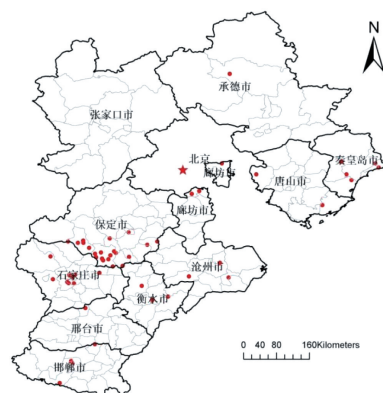 N
承德市
张家口市
北京
廊坊市
秦皇岛市
唐山市
廊坊市
保定市
沧州市
石家庄市
衡水市
邢台市
邯郸市
0 40 80 160Kilometers